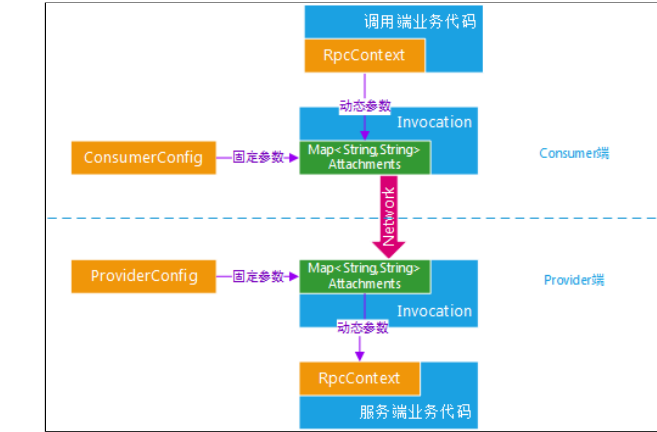 调用端业务代码
RpcContext
动态参数
Invocation
ConsumerConfig
固定参数
Map<String,String>
Attachments
Consumer端
Network
ProviderConfig
固定参数
Map<String,String>
Attachments
Provider端
Invocation
动态参数
RpcContext
服务端业务代码